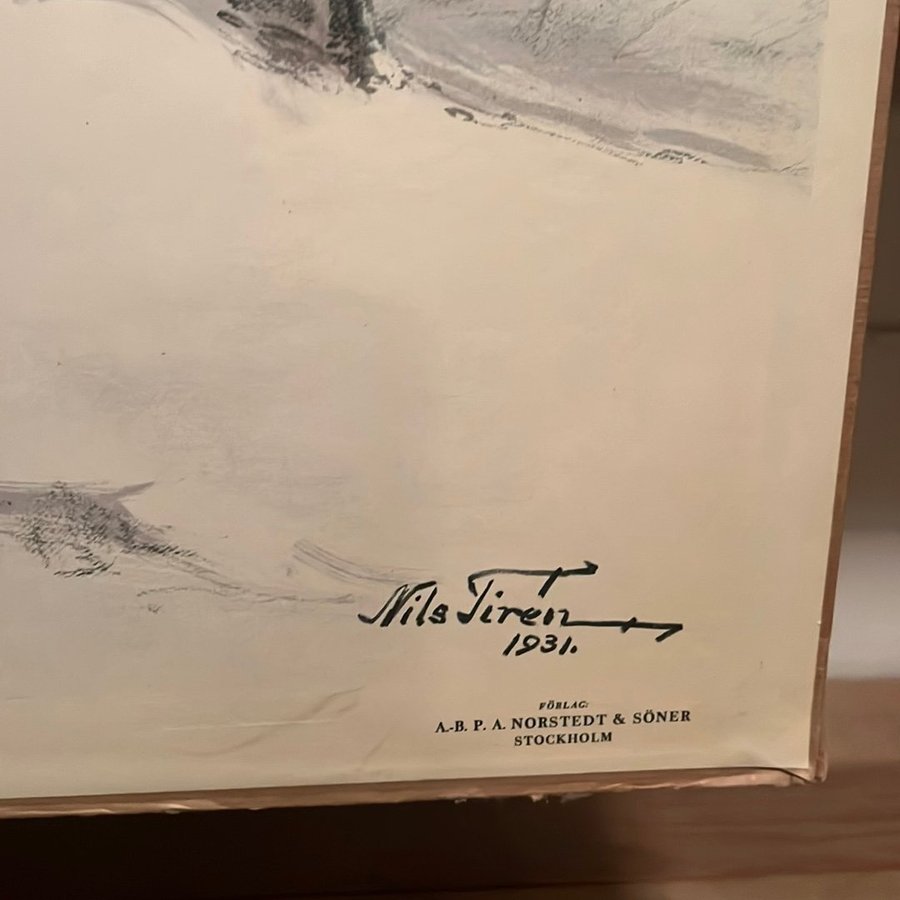 Nils Tirén
1931.
FÖRLAG:
A.-B. P. A. NORSTEDT & SÖNER
STOCKHOLM